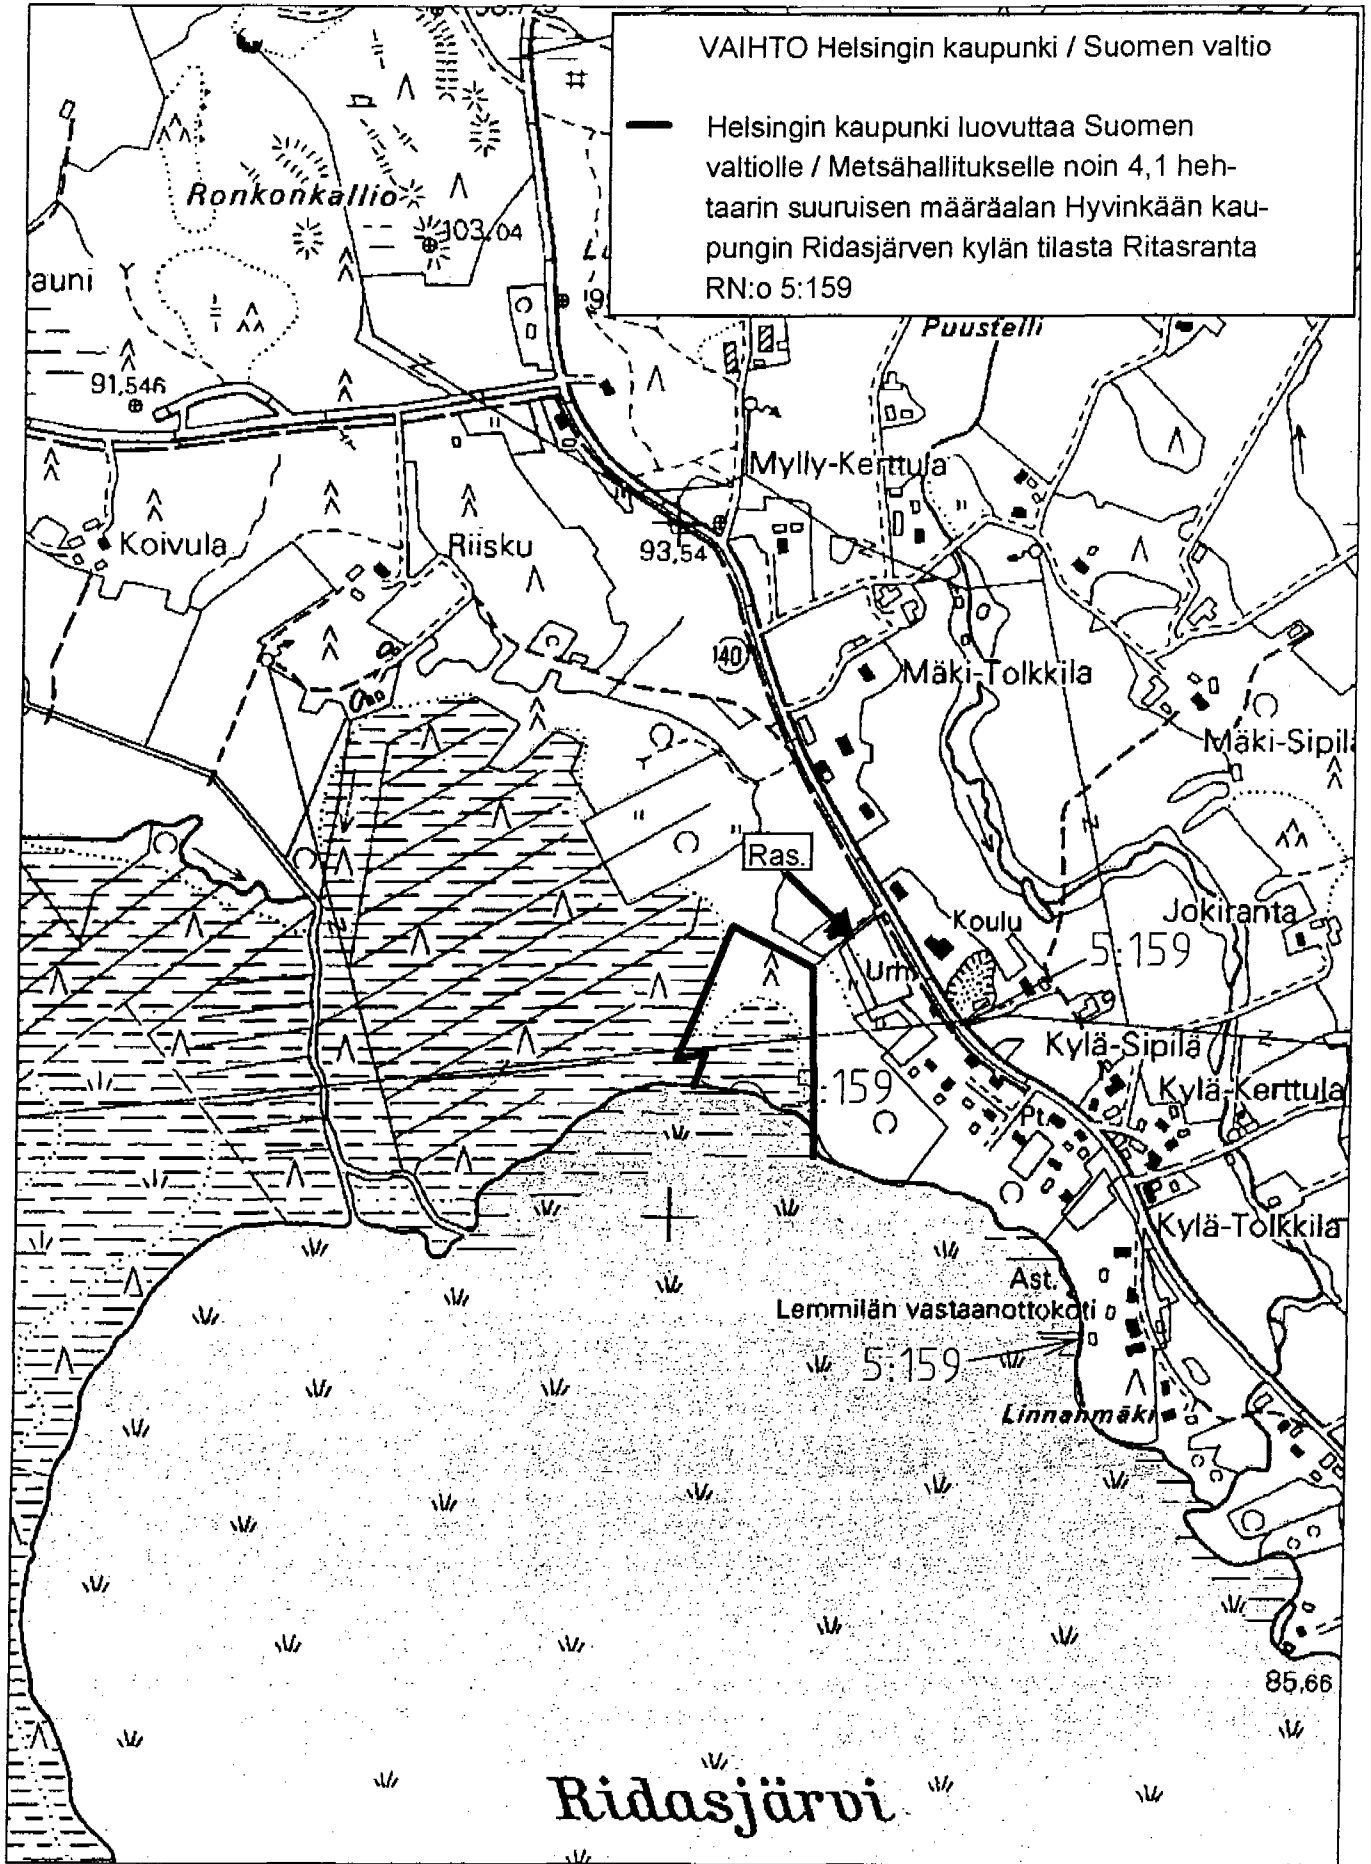 VAIHTO Helsingin kaupunki / Suomen valtio
Helsingin kaupunki luovuttaa Suomen
valtiolle / Metsähallitukselle noin 4,1 heh-
taarin suuruisen määräalan Hyvinkään kau-
pungin Ridasjärven kylän tilasta Ritasranta
RN:o 5:159
Ronkonkallio
103,04
auni
Puustelli
91,546
Mylly-Kerttula
Koivula
Riisku
93,54
140
Mäki-Tolkkila
Mäki-Sipilä
Ras.
Koulu
Jokiranta
5:159
Urh.
Kylä-Sipilä
:159
Kylä-Kerttula
Pt.
Kylä-Tolkkila
Ast.
Lemmilän vastaanottokoti
5:159
Linnanmäki
85,66
Ridasjärvi